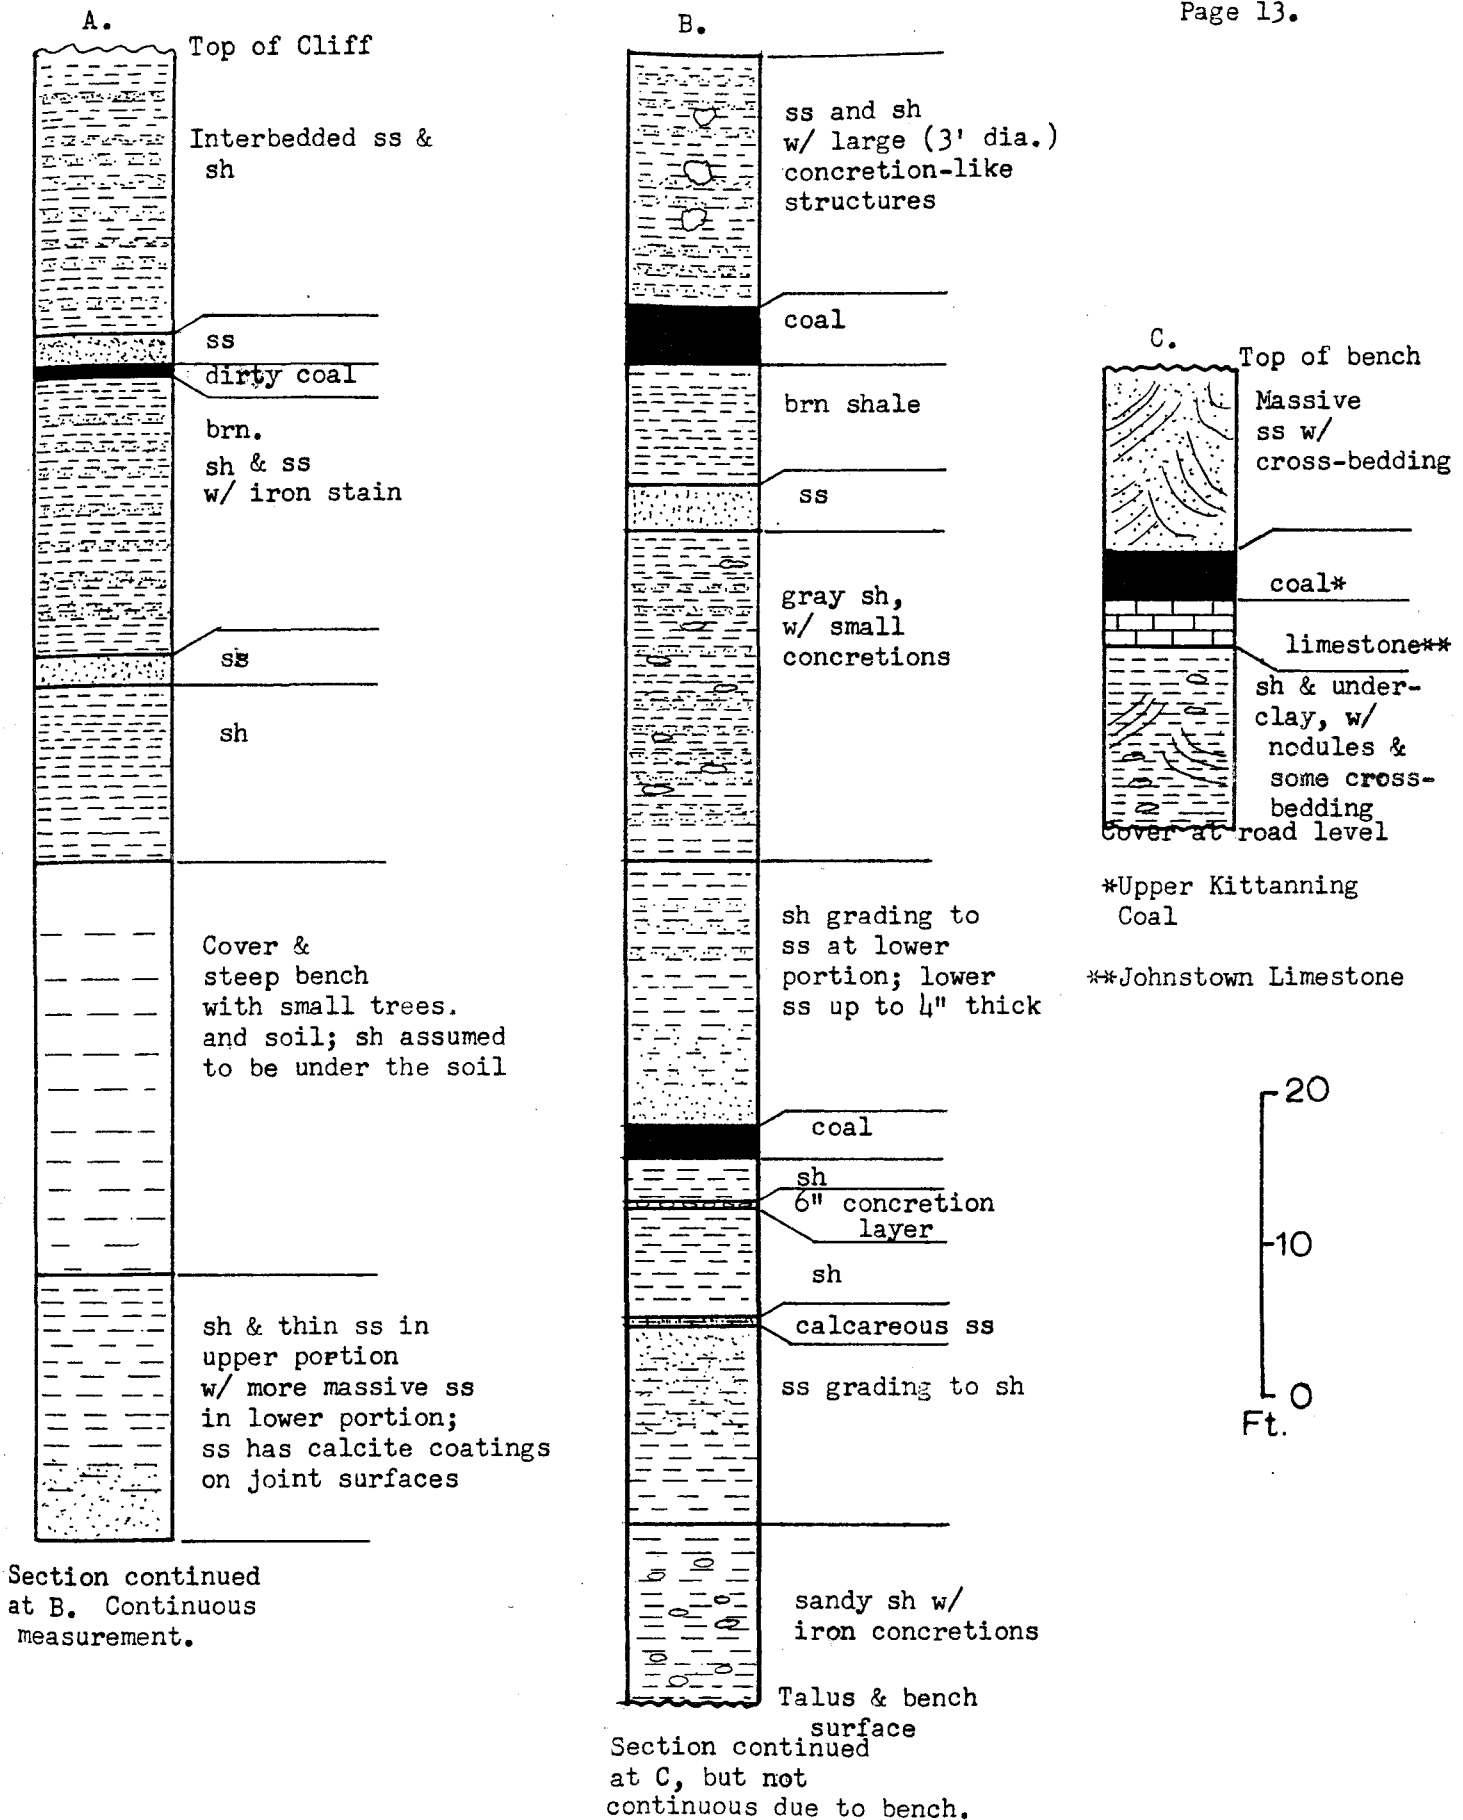 Page 13.
A.
Top of Cliff
Interbedded ss &
sh
ss
dirty coal
brn.
sh & ss
w/ iron stain
ss
sh
Cover &
steep bench
with small trees.
and soil; sh assumed
to be under the soil
sh & thin ss in
upper portion
w/ more massive ss
in lower portion;
ss has calcite coatings
on joint surfaces
Section continued
at B. Continuous
measurement.
B.
ss and sh
w/ large (3' dia.)
concretion-like
structures
coal
brn shale
ss
gray sh,
w/ small
concretions
sh grading to
ss at lower
portion; lower
ss up to 4" thick
coal
sh
6" concretion
layer
sh
calcareous ss
ss grading to sh
sandy sh w/
iron concretions
Talus & bench
surface
Section continued
at C, but not
continuous due to bench.
C.
Top of bench
Massive
ss w/
cross-bedding
coal*
limestone**
sh & under-
clay, w/
nodules &
some cross-
bedding
Cover at road level
*Upper Kittanning
Coal
**Johnstown Limestone
20
10
0
Ft.